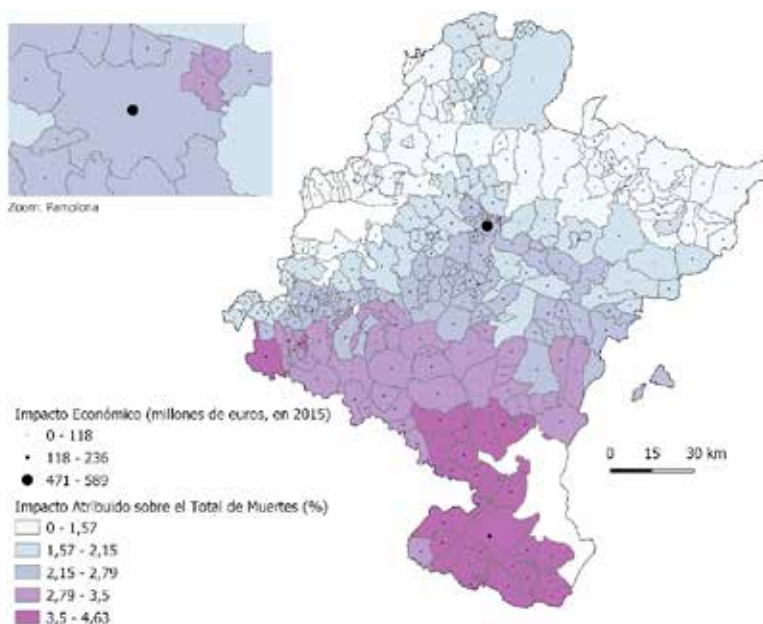 Zoom: Pamplona
Impacto Económico (millones de euros, en 2015)
0 - 118
118 - 236
471 - 589
Impacto Atribuido sobre el Total de Muertes (%)
0 - 1,57
1,57 - 2,15
2,15 - 2,79
2,79 - 3,5
3,5 - 4,63
0 15 30 km